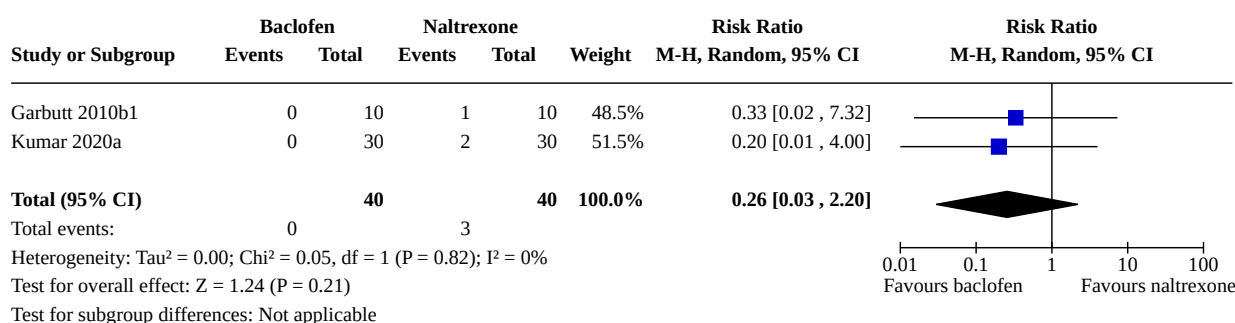 Baclofen Naltrexone Risk Ratio Risk Ratio
Study or Subgroup Events Total Events Total Weight M-H, Random, 95% CI M-H, Random, 95% CI
Garbutt 2010b1 0 10 1 10 48.5% 0.33 [0.02 , 7.32]
Kumar 2020a 0 30 2 30 51.5% 0.20 [0.01 , 4.00]
Total (95% CI) 40 40 100.0% 0.26 [0.03 , 2.20]
Total events: 0 3
Heterogeneity: Tau² = 0.00; Chi² = 0.05, df = 1 (P = 0.82); I² = 0%
0.01 0.1 1 10 100
Test for overall effect: Z = 1.24 (P = 0.21) Favours baclofen Favours naltrexone
Test for subgroup differences: Not applicable